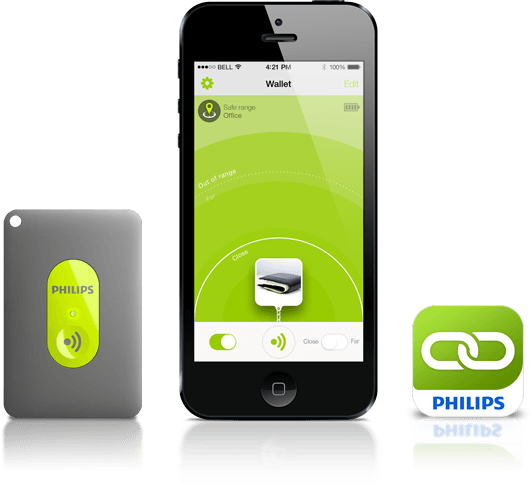 BELL
4:21 PM
100%
Wallet
Edit
Safe range
Office
Out of range
Far
Close
Close
Far
PHILIPS
PHILIPS